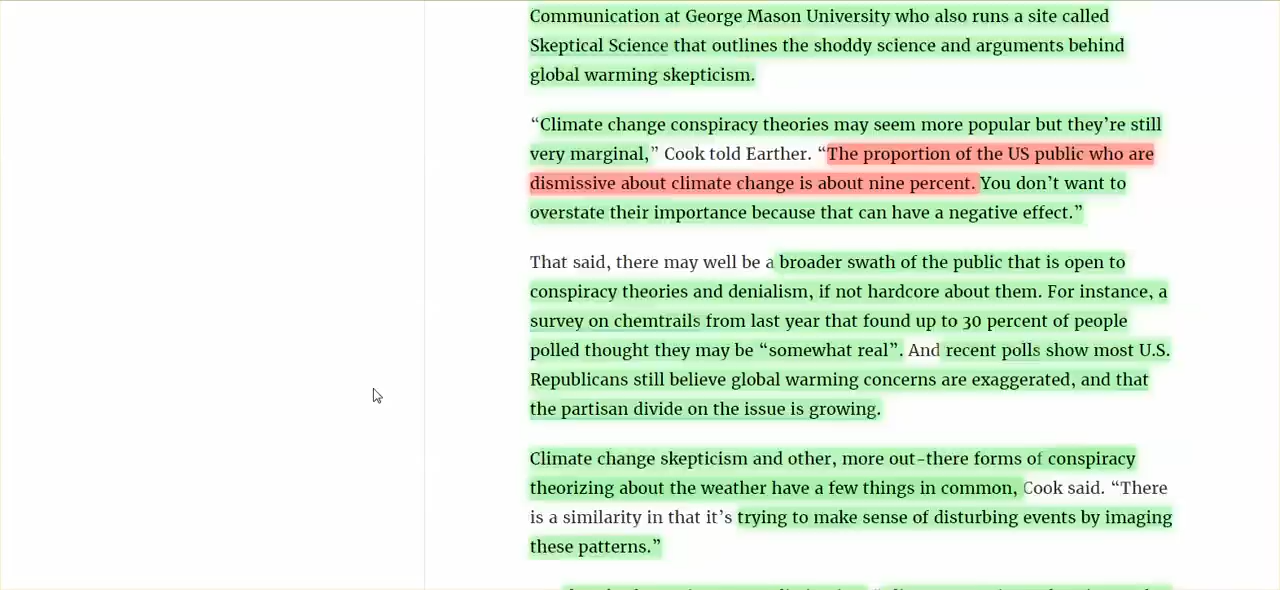 Communication at George Mason University who also runs a site called
Skeptical Science that outlines the shoddy science and arguments behind
global warming skepticism.
“Climate change conspiracy theories may seem more popular but they’re still
very marginal,” Cook told Earther. “The proportion of the US public who are
dismissive about climate change is about nine percent. You don’t want to
overstate their importance because that can have a negative effect.”
That said, there may well be a broader swath of the public that is open to
conspiracy theories and denialism, if not hardcore about them. For instance, a
survey on chemtrails from last year that found up to 30 percent of people
polled thought they may be “somewhat real”. And recent polls show most U.S.
Republicans still believe global warming concerns are exaggerated, and that
the partisan divide on the issue is growing.
Climate change skepticism and other, more out-there forms of conspiracy
theorizing about the weather have a few things in common, Cook said. “There
is a similarity in that it’s trying to make sense of disturbing events by imaging
these patterns.”